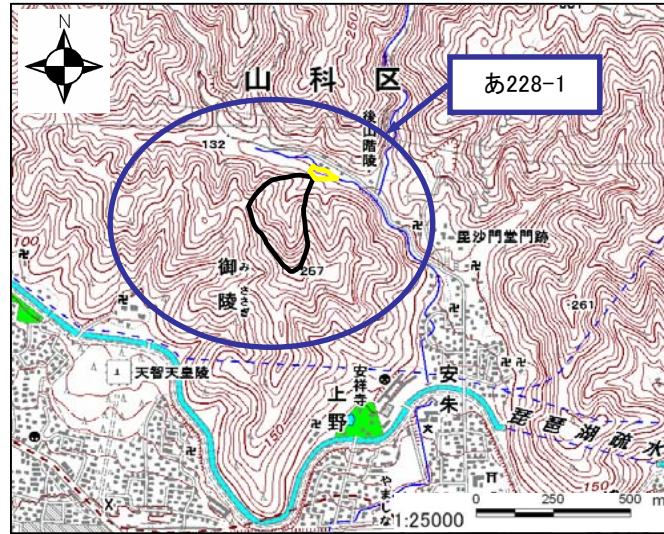 N
山科区
あ228-1
後山階陵
132
毘沙門堂門跡
御陵
みささぎ
257
261
100
天智天皇陵
安祥寺
上野
安朱
150
琵琶湖疏水
やましな
150
0 250 500 m
1:25000